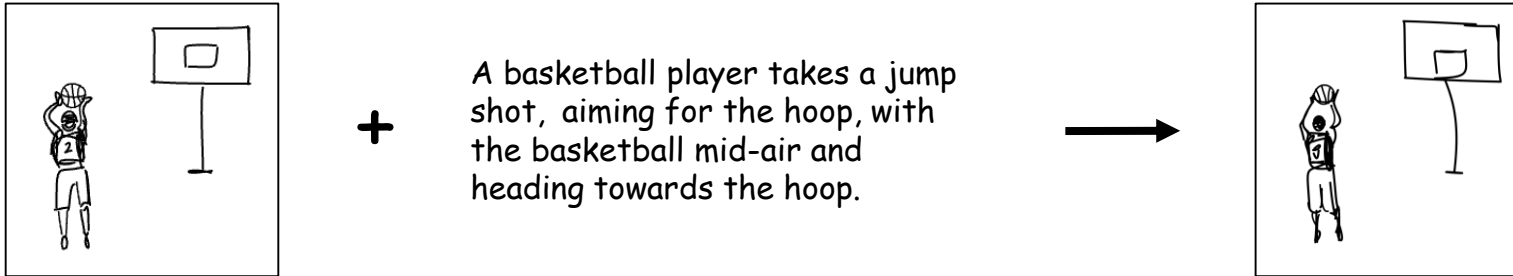 2
+
A basketball player takes a jump
shot, aiming for the hoop, with
the basketball mid-air and
heading towards the hoop.